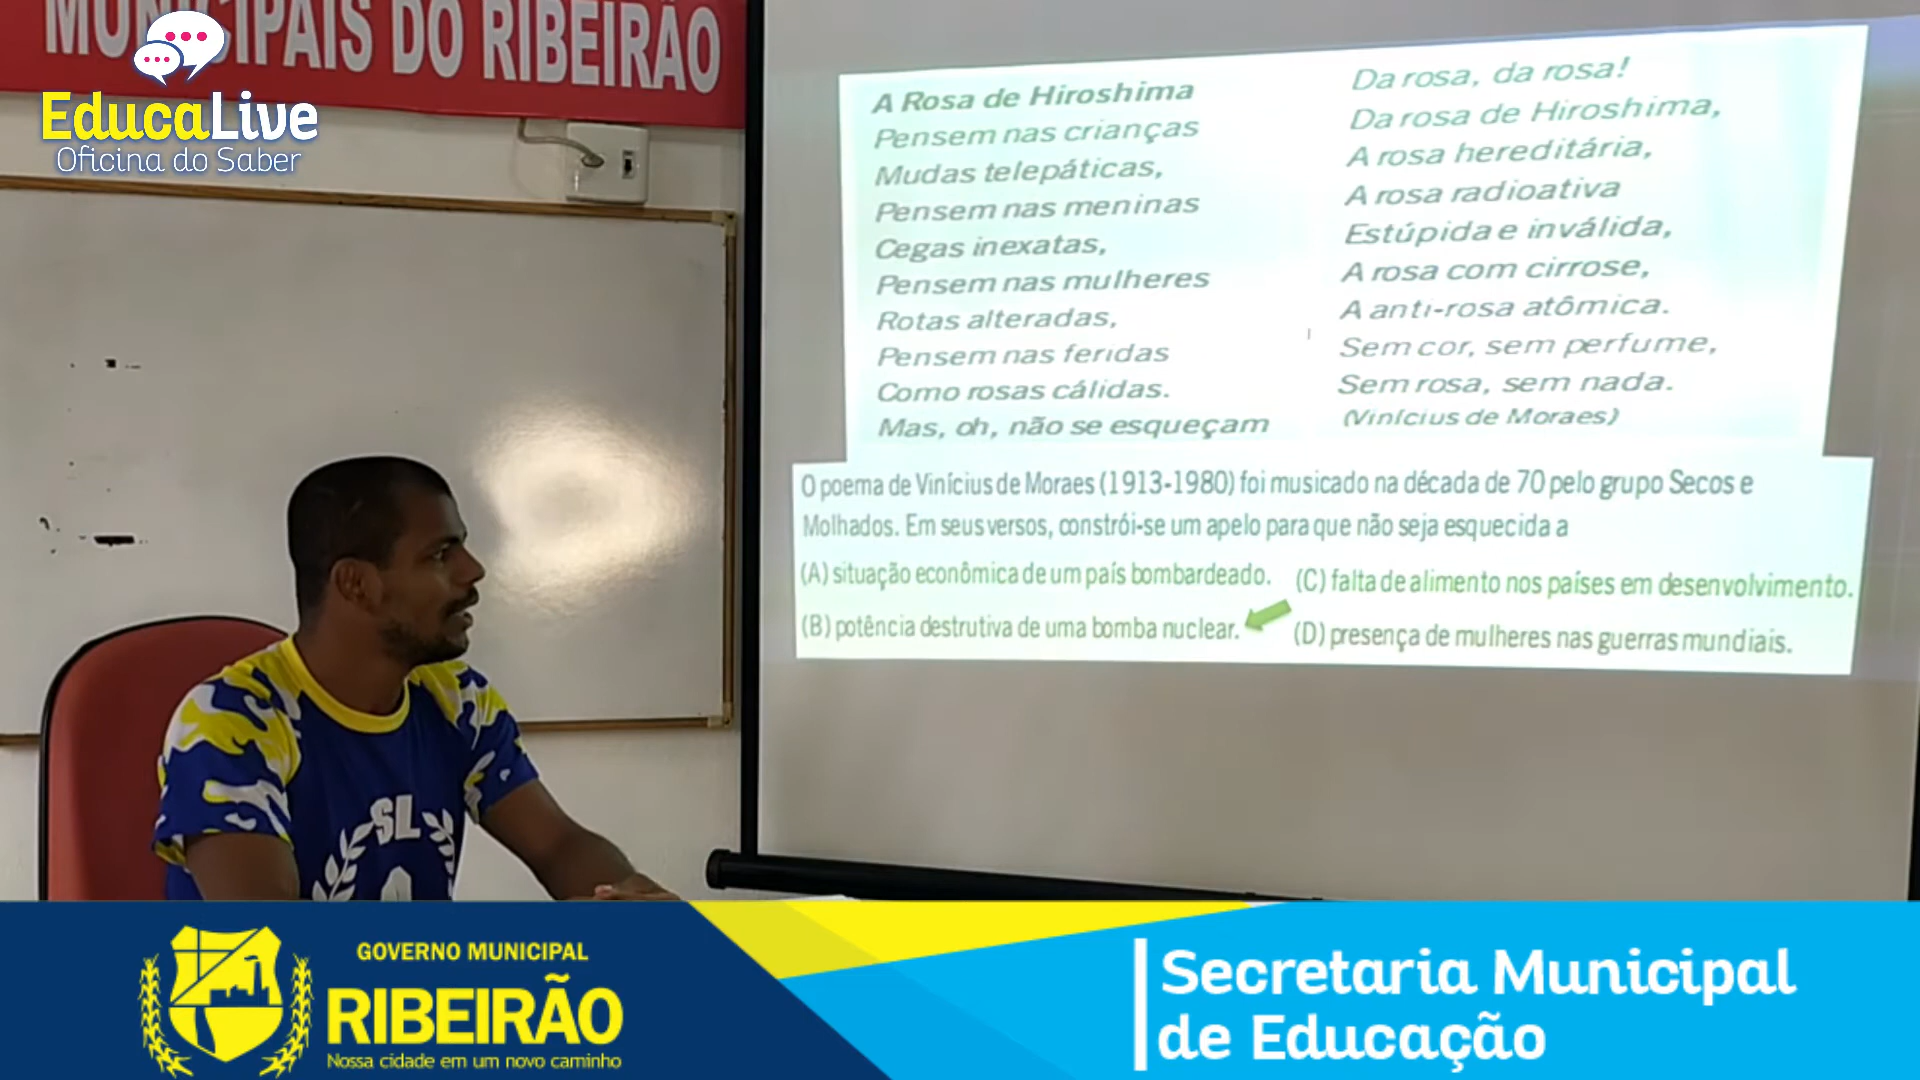 MUNICIPAIS DO RIBEIRÃO
EducaLive
Oficina do Saber
A Rosa de Hiroshima
Pensem nas crianças
Mudas telepáticas,
Pensem nas meninas
Cegas inexatas,
Pensem nas mulheres
Rotas alteradas,
Pensem nas feridas
Como rosas cálidas.
Mas, oh, não se esqueçam
Da rosa, da rosa!
Da rosa de Hiroshima,
A rosa hereditária,
A rosa radioativa
Estúpida e inválida,
A rosa com cirrose,
A anti-rosa atômica.
Sem cor, sem perfume,
Sem rosa, sem nada.
(Vinícius de Moraes)
O poema de Vinícius de Moraes (1913-1980) foi musicado na década de 70 pelo grupo Secos e
Molhados. Em seus versos, constrói-se um apelo para que não seja esquecida a
(A) situação econômica de um país bombardeado.
(B) potência destrutiva de uma bomba nuclear.
(C) falta de alimento nos países em desenvolvimento.
(D) presença de mulheres nas guerras mundiais.
SL
GOVERNO MUNICIPAL
RIBEIRÃO
Nossa cidade em um novo caminho
Secretaria Municipal
de Educação